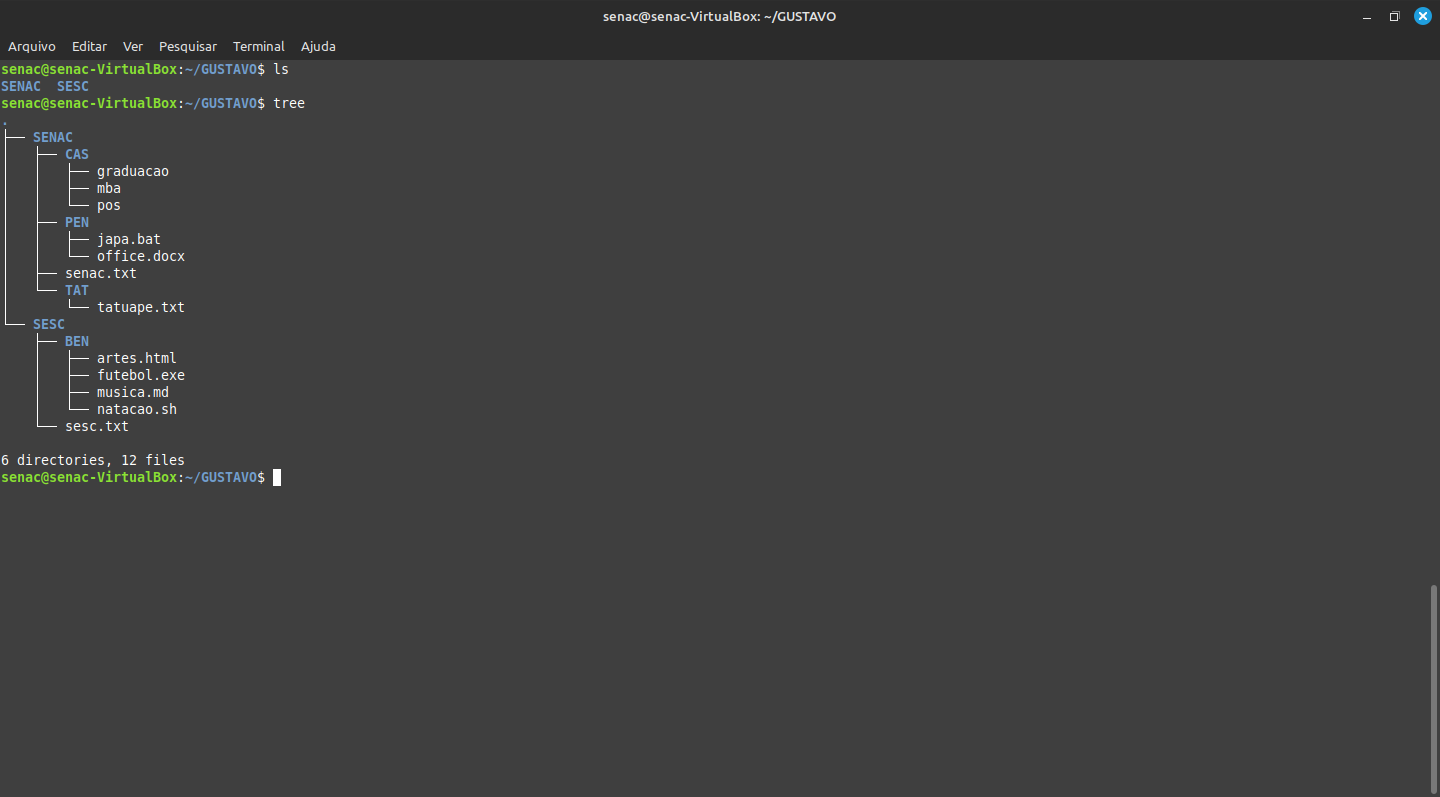 senac@senac-VirtualBox: ~/GUSTAVO
Arquivo Editar Ver Pesquisar Terminal Ajuda
senac@senac-VirtualBox:~/GUSTAVO$ ls
SENAC  SESC
senac@senac-VirtualBox:~/GUSTAVO$ tree
.
├── SENAC
│   ├── CAS
│   │   ├── graduacao
│   │   ├── mba
│   │   └── pos
│   ├── PEN
│   │   ├── japa.bat
│   │   └── office.docx
│   ├── senac.txt
│   └── TAT
│       └── tatuape.txt
└── SESC
    ├── BEN
    │   ├── artes.html
    │   ├── futebol.exe
    │   ├── musica.md
    │   └── natacao.sh
    └── sesc.txt

6 directories, 12 files
senac@senac-VirtualBox:~/GUSTAVO$